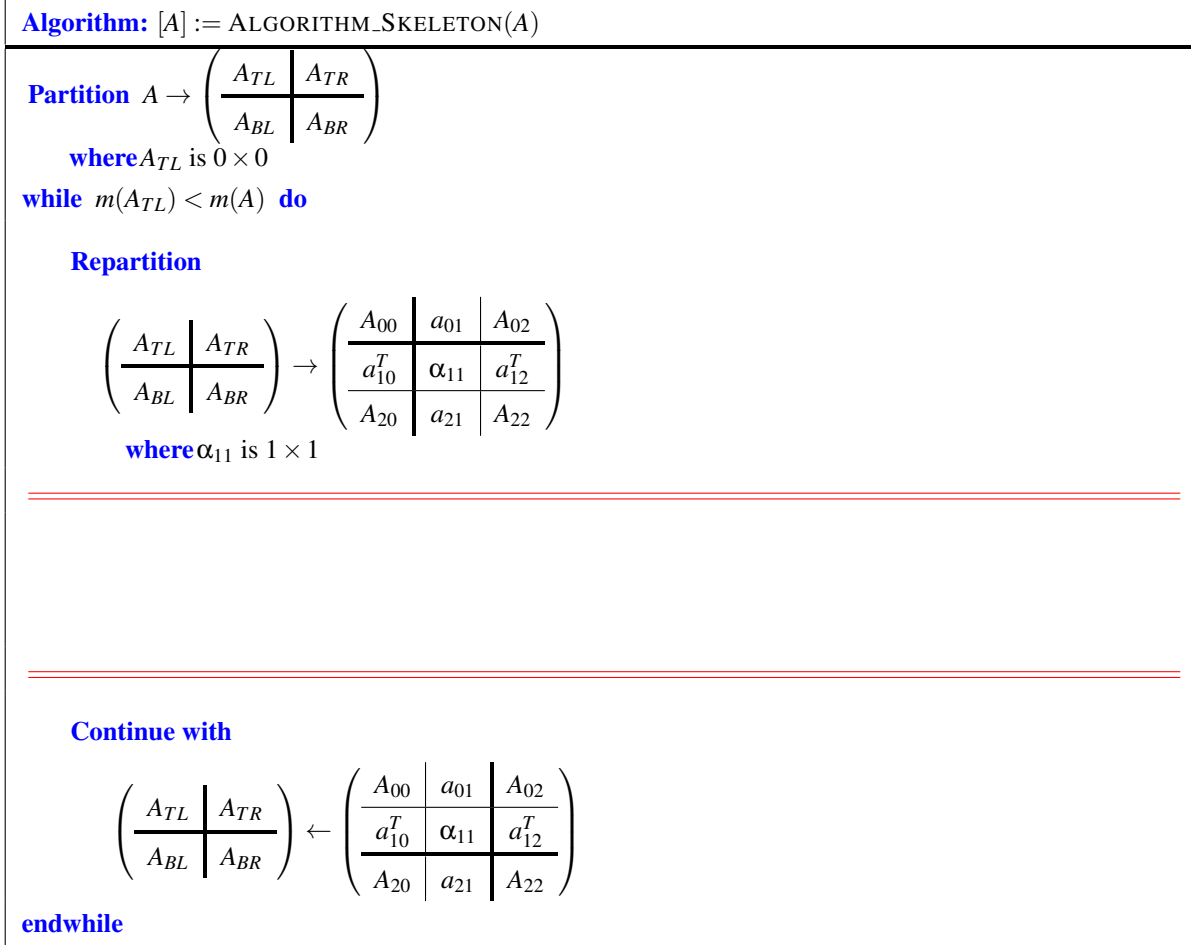 Algorithm: [A] := ALGORITHM_SKELETON(A)
Partition A → ( A_TL | A_TR
A_BL | A_BR )
where A_TL is 0 × 0
while m(A_TL) < m(A) do
Repartition
( A_TL | A_TR
A_BL | A_BR ) → ( A_00 | a_01 | A_02
a_10^T | α_11 | a_12^T
A_20 | a_21 | A_22 )
where α_11 is 1 × 1
Continue with
( A_TL | A_TR
A_BL | A_BR ) ← ( A_00 | a_01 | A_02
a_10^T | α_11 | a_12^T
A_20 | a_21 | A_22 )
endwhile